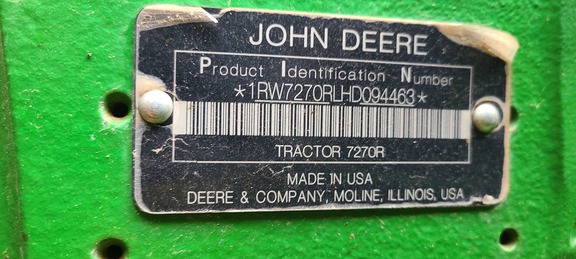 JOHN DEERE
Product Identification Number
*1RW7270RLHD094463*
TRACTOR 7270R
MADE IN USA
DEERE & COMPANY, MOLINE, ILLINOIS, USA